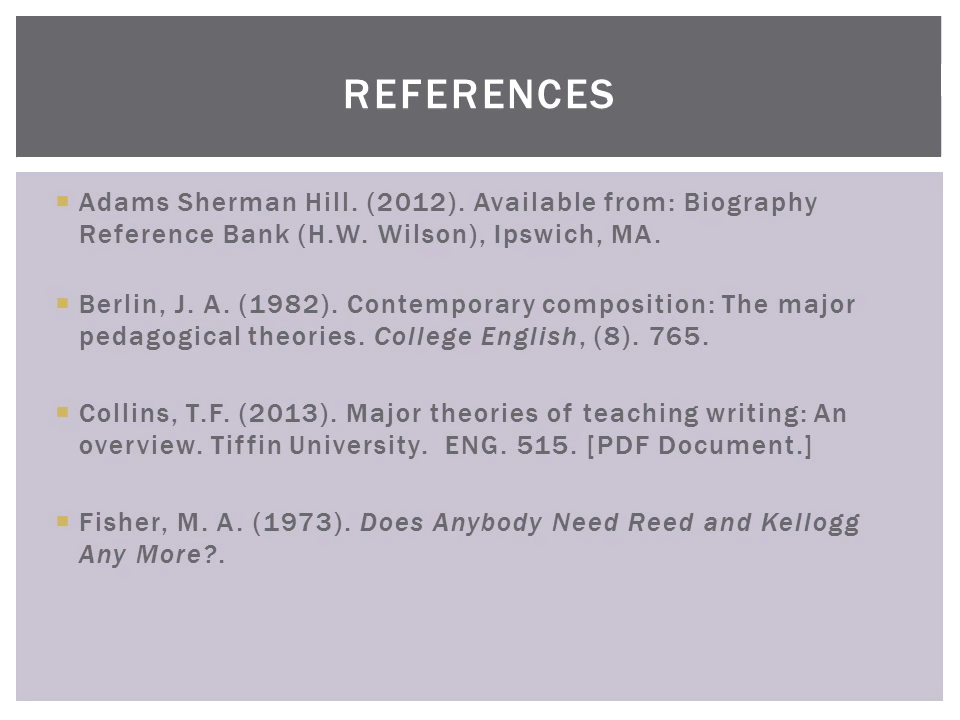 REFERENCES
Adams Sherman Hill. (2012). Available from: Biography
Reference Bank (H.W. Wilson), Ipswich, MA.
Berlin, J. A. (1982). Contemporary composition: The major
pedagogical theories. College English, (8). 765.
Collins, T.F. (2013). Major theories of teaching writing: An
overview. Tiffin University.  ENG. 515. [PDF Document.]
Fisher, M. A. (1973). Does Anybody Need Reed and Kellogg
Any More?.